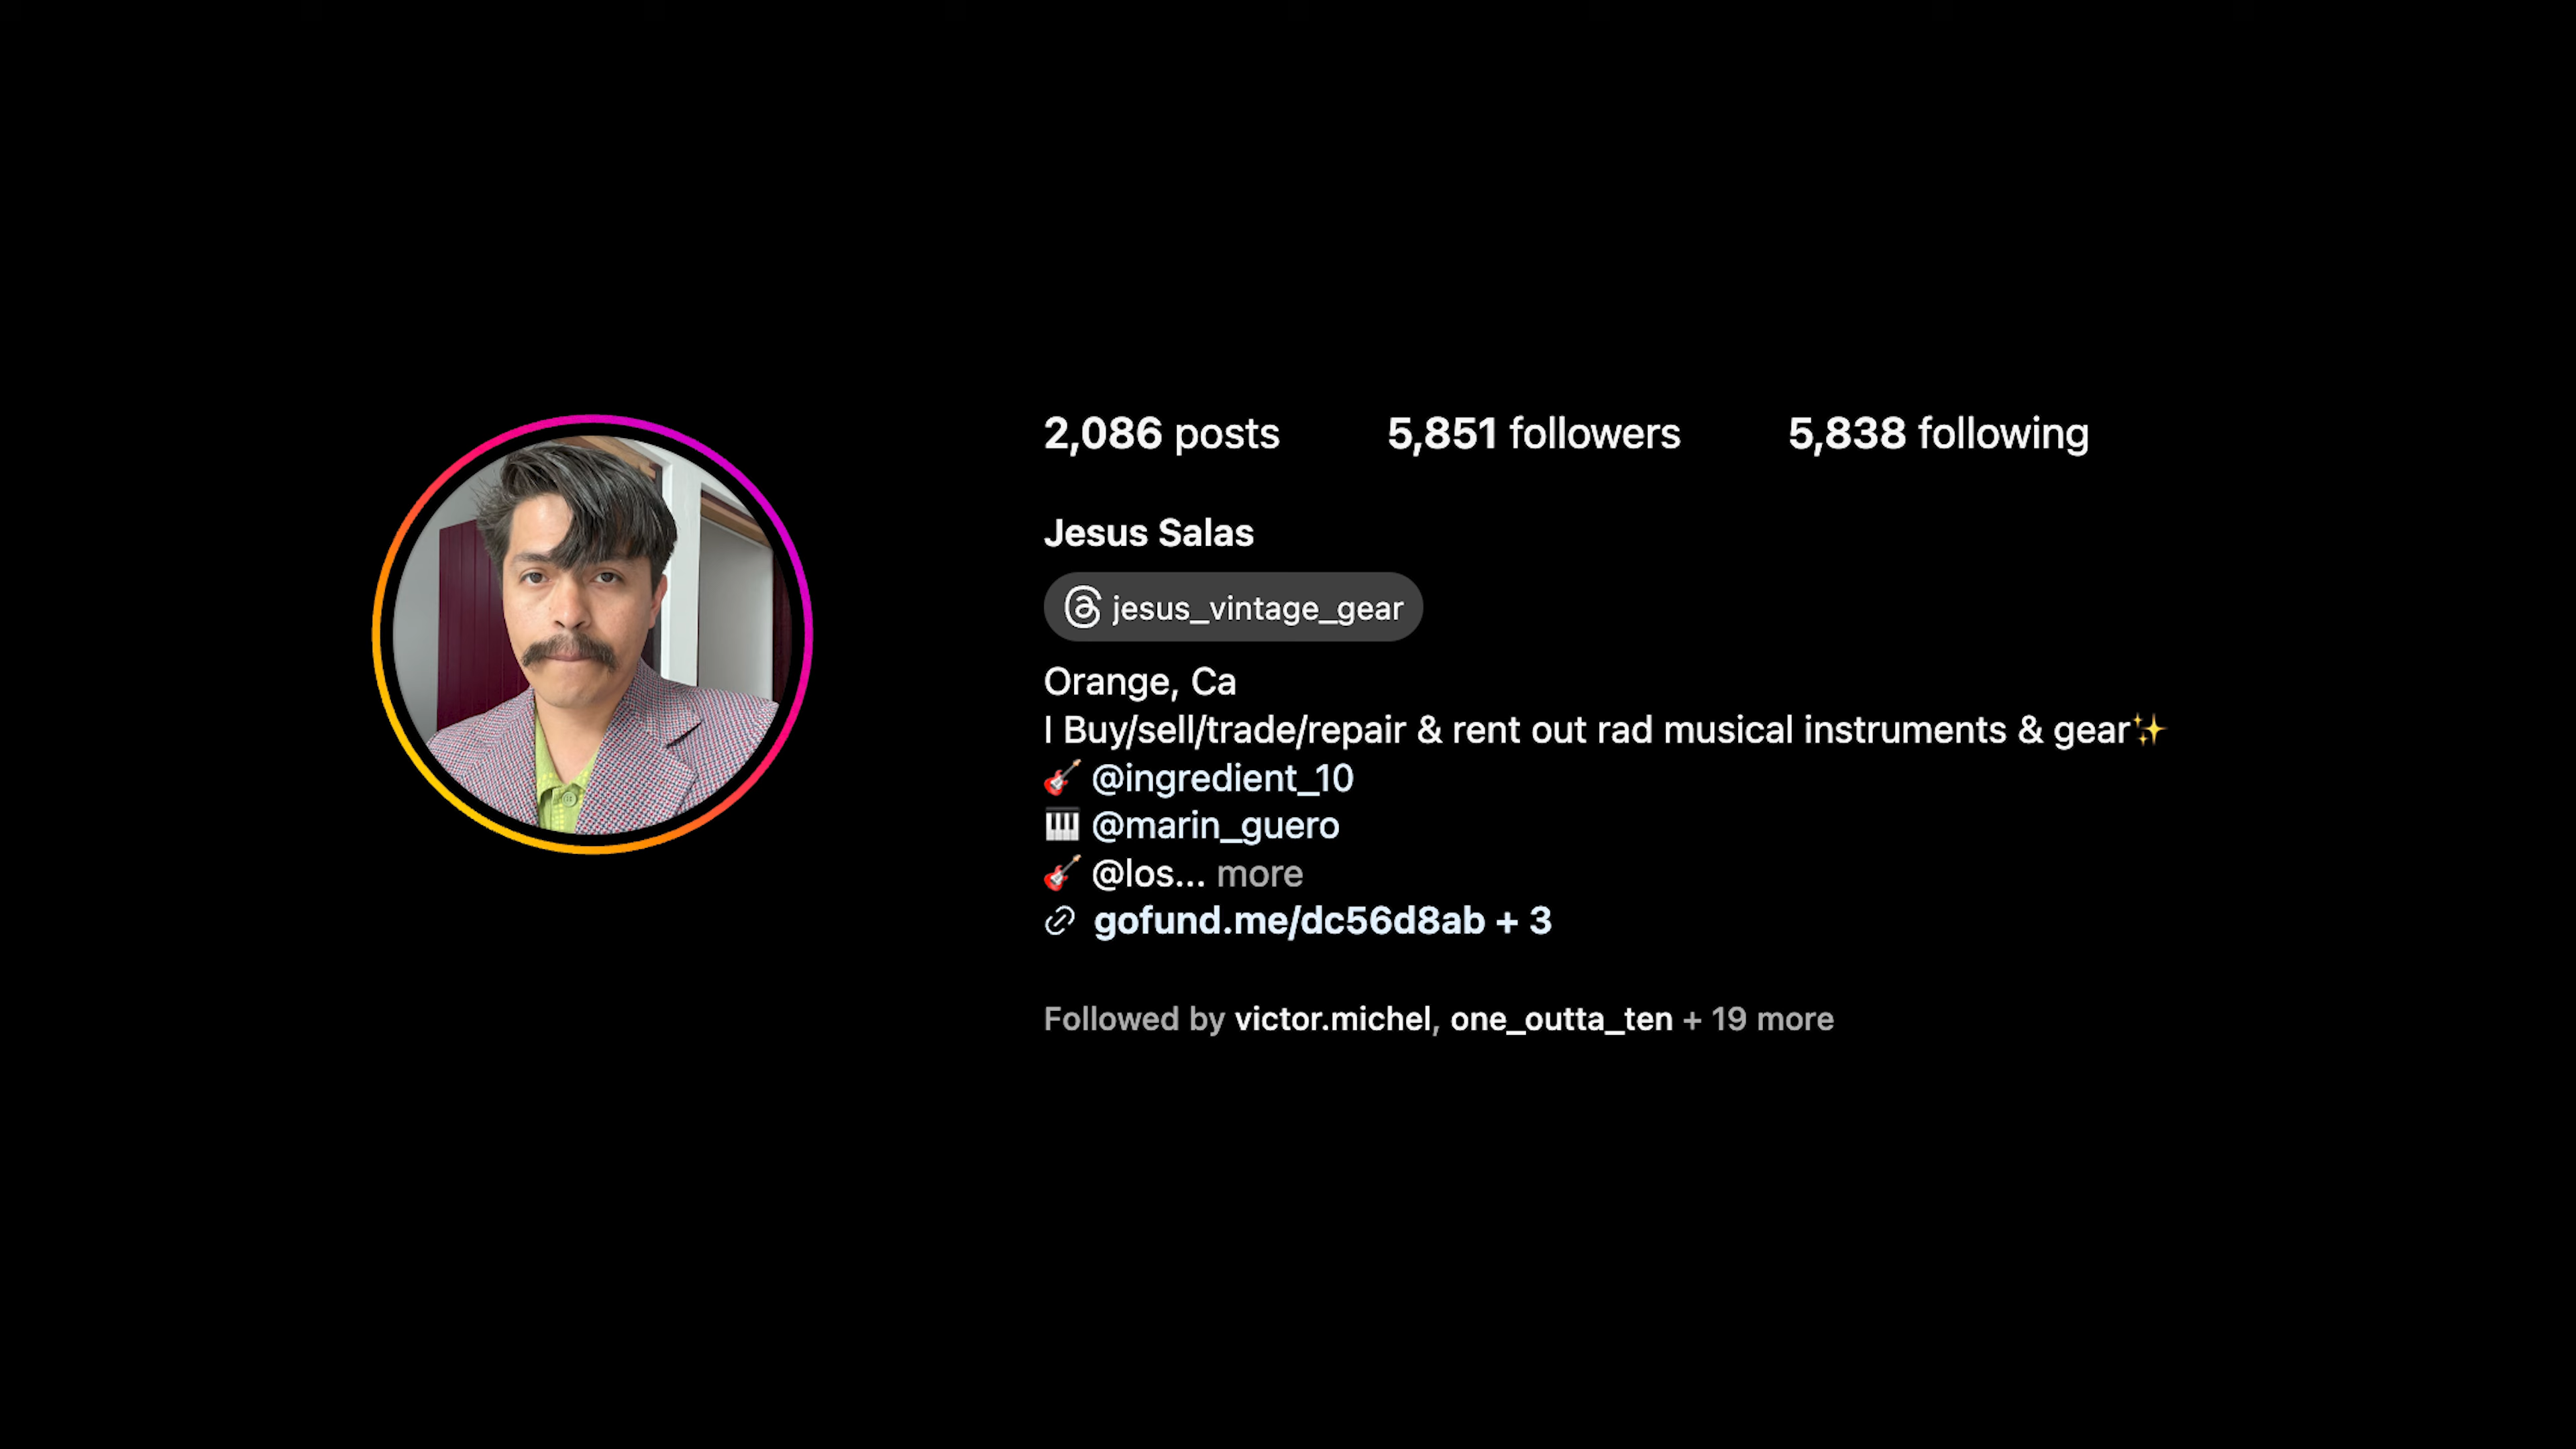 2,086 posts 5,851 followers 5,838 following
Jesus Salas
jesus_vintage_gear
Orange, Ca
I Buy/sell/trade/repair & rent out rad musical instruments & gear✨
🎸 @ingredient_10
🎹 @marin_guero
🎸 @los... more
gofund.me/dc56d8ab + 3
Followed by victor.michel, one_outta_ten + 19 more